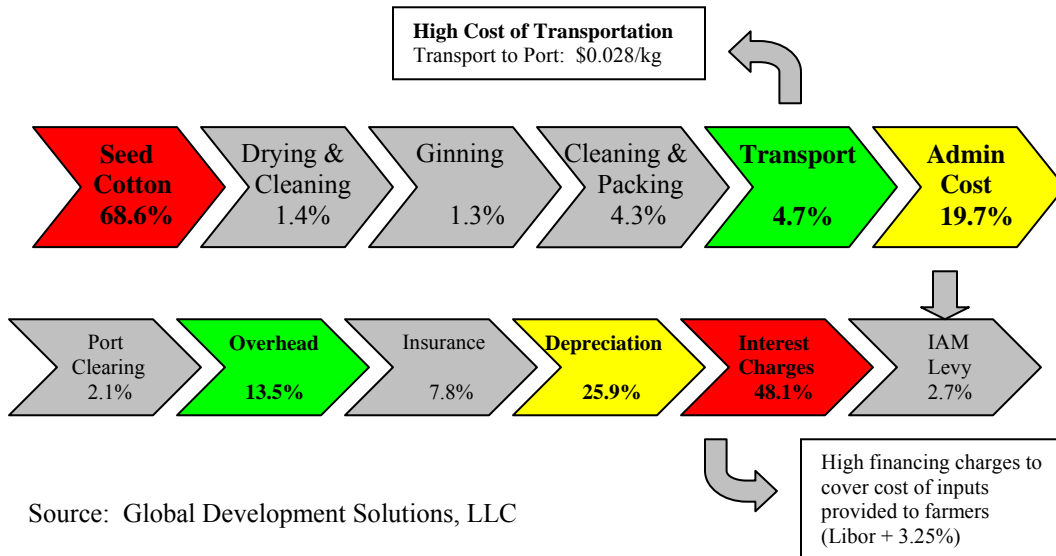 High Cost of Transportation
Transport to Port: $0.028/kg
Seed
Cotton
68.6%
Drying &
Cleaning
1.4%
Ginning
1.3%
Cleaning &
Packing
4.3%
Transport
4.7%
Admin
Cost
19.7%
Port
Clearing
2.1%
Overhead
13.5%
Insurance
7.8%
Depreciation
25.9%
Interest
Charges
48.1%
IAM
Levy
2.7%
High financing charges to
cover cost of inputs
provided to farmers
(Libor + 3.25%)
Source: Global Development Solutions, LLC